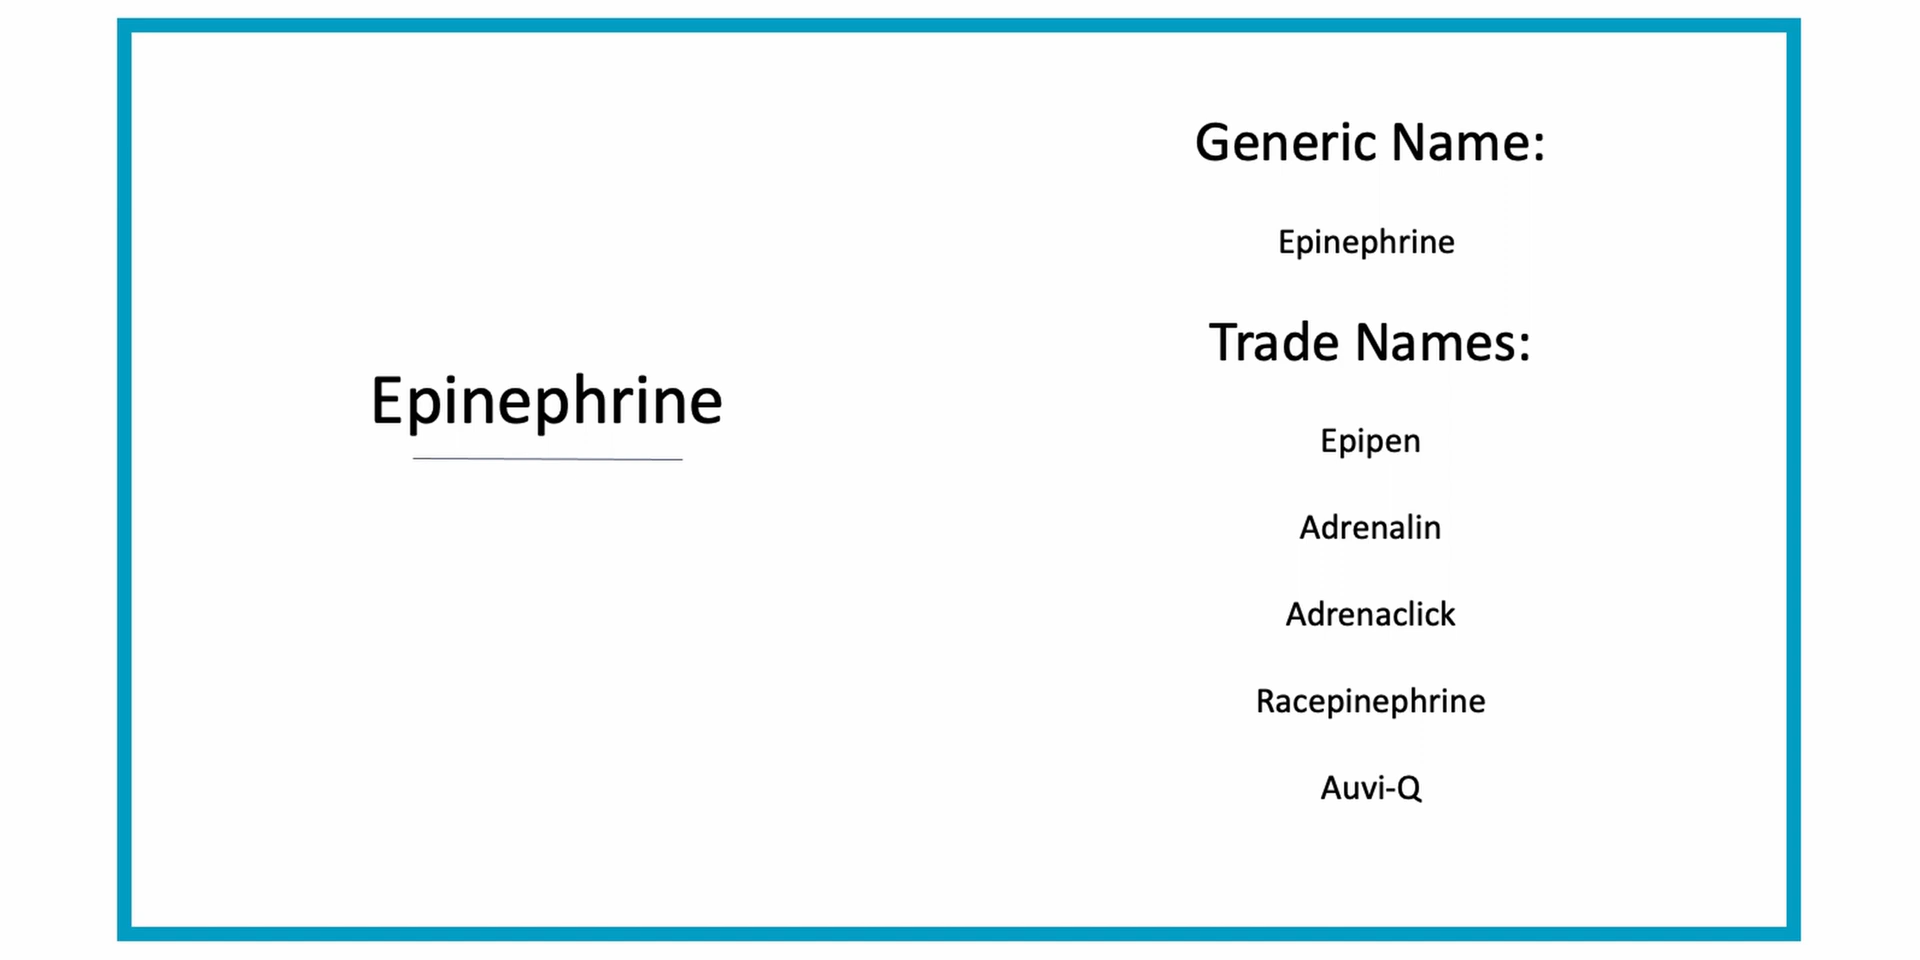 Epinephrine
Generic Name:
Epinephrine
Trade Names:
Epipen
Adrenalin
Adrenaclick
Racepinephrine
Auvi-Q